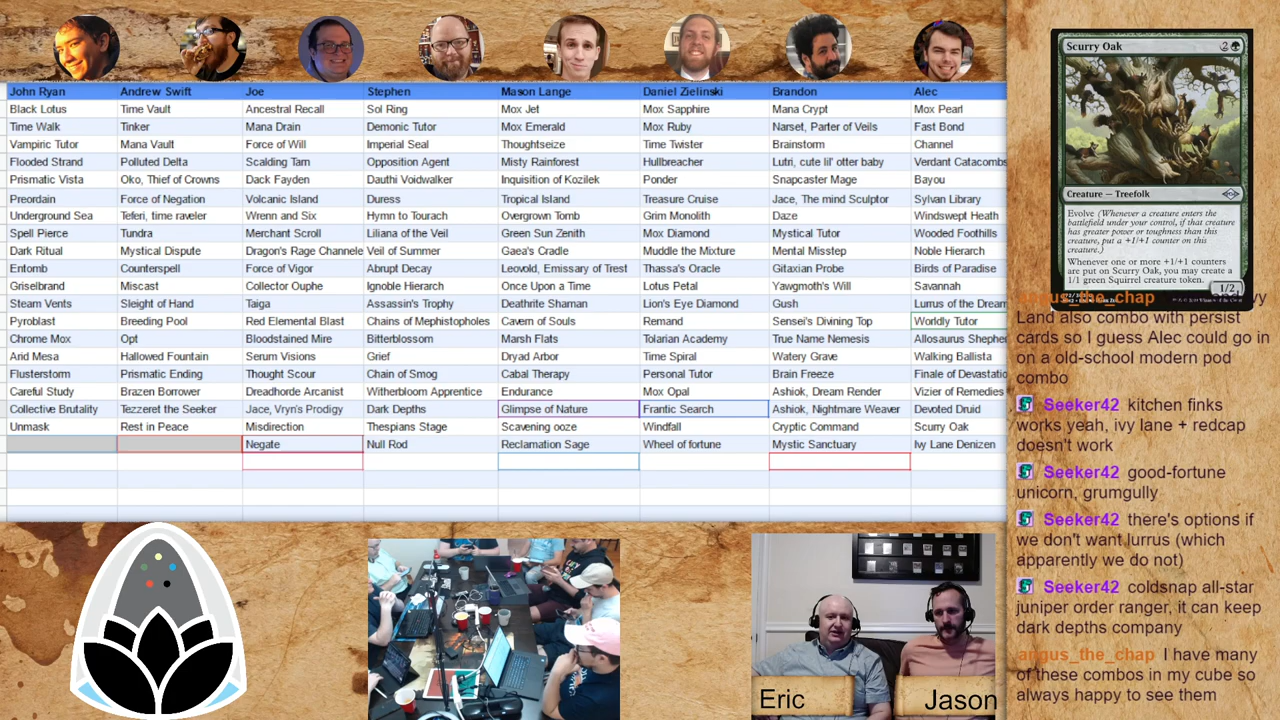 John Ryan Andrew Swift Joe Stephen Mason Lange Daniel Zielinski Brandon Alec
Black Lotus Time Vault Ancestral Recall Sol Ring Mox Jet Mox Sapphire Mana Crypt Mox Pearl
Time Walk Tinker Mana Drain Demonic Tutor Mox Emerald Mox Ruby Narset, Parter of Veils Fast Bond
Vampiric Tutor Mana Vault Force of Will Imperial Seal Thoughtseize Time Twister Brainstorm Channel
Flooded Strand Polluted Delta Scalding Tarn Opposition Agent Misty Rainforest Hullbreacher Lutri, cute lil' otter baby Verdant Catacombs
Prismatic Vista Oko, Thief of Crowns Dack Fayden Dauthi Voidwalker Inquisition of Kozilek Ponder Snapcaster Mage Bayou
Preordain Force of Negation Volcanic Island Duress Tropical Island Treasure Cruise Jace, The mind Sculptor Sylvan Library
Underground Sea Teferi, time raveler Wrenn and Six Hymn to Tourach Overgrown Tomb Grim Monolith Daze Windswept Heath
Spell Pierce Tundra Merchant Scroll Liliana of the Veil Green Sun Zenith Mox Diamond Mystical Tutor Wooded Foothills
Dark Ritual Mystical Dispute Dragon's Rage Channele Veil of Summer Gaea's Cradle Muddle the Mixture Mental Misstep Noble Hierarch
Entomb Counterspell Force of Vigor Abrupt Decay Leovold, Emissary of Trest Thassa's Oracle Gitaxian Probe Birds of Paradise
Griselbrand Miscast Collector Ouphe Ignoble Hierarch Once Upon a Time Lotus Petal Yawgmoth's Will Savannah
Steam Vents Sleight of Hand Taiga Assassin's Trophy Deathrite Shaman Lion's Eye Diamond Gush Lurrus of the Dream
Pyroblast Breeding Pool Red Elemental Blast Chains of Mephistopholes Cavern of Souls Remand Sensei's Divining Top Worldly Tutor
Chrome Mox Opt Bloodstained Mire Bitterblossom Marsh Flats Tolarian Academy True Name Nemesis Allosaurus Shepher
Arid Mesa Hallowed Fountain Serum Visions Grief Dryad Arbor Time Spiral Watery Grave Walking Ballista
Flusterstorm Prismatic Ending Thought Scour Chain of Smog Cabal Therapy Personal Tutor Brain Freeze Finale of Devastatio
Careful Study Brazen Borrower Dreadhorde Arcanist Witherbloom Apprentice Endurance Mox Opal Ashiok, Dream Render Vizier of Remedies
Collective Brutality Tezzeret the Seeker Jace, Vryn's Prodigy Dark Depths Glimpse of Nature Frantic Search Ashiok, Nightmare Weaver Devoted Druid
Unmask Rest in Peace Misdirection Thespians Stage Scavening ooze Windfall Cryptic Command Scurry Oak
Negate Null Rod Reclamation Sage Wheel of fortune Mystic Sanctuary Ivy Lane Denizen
Scurry Oak 2
Creature — Treefolk
Evolve (Whenever a creature enters the
battlefield under your control, if that
creature has greater power or toughness than this
creature, put a +1/+1 counter on this
creature.)
Whenever one or more +1/+1 counters
are put on Scurry Oak, you may create a
1/1 green Squirrel creature token.
1/2
angus_the_chap
Land also combo with persist
cards so I guess Alec could go in
on a old-school modern pod
combo
Seeker42 kitchen finks
works yeah, ivy lane + redcap
doesn't work
Seeker42 good-fortune
unicorn, grumgully
Seeker42 there's options if
we don't want lurrus (which
apparently we do not)
Seeker42 coldsnap all-star
juniper order ranger, it can keep
dark depths company
angus_the_chap I have many
of these combos in my cube so
always happy to see them
Eric Jason